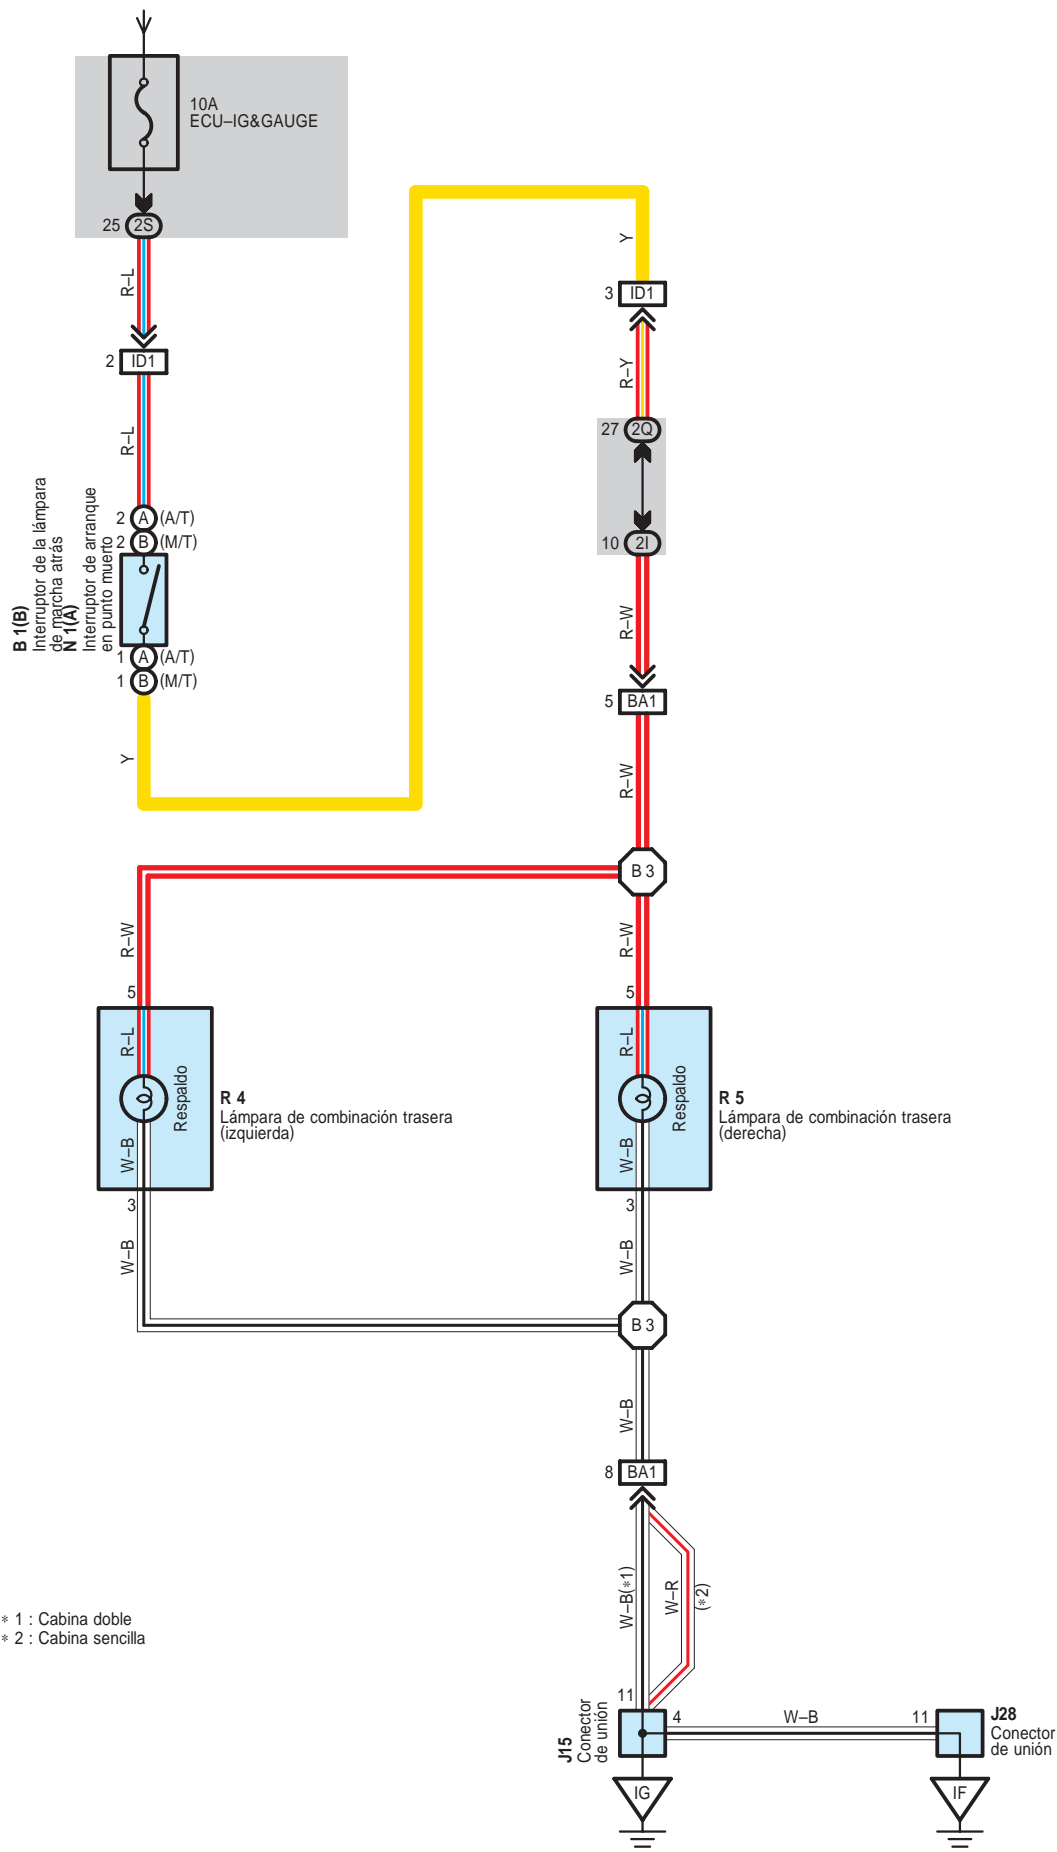 10A
ECU–IG&GAUGE
25 2S
R–L
2 ID1
R–L
2 A (A/T)
2 B (M/T)
B 1(B)
Interruptor de la lámpara
de marcha atrás
N 1(A)
Interruptor de arranque
en punto muerto
1 A (A/T)
1 B (M/T)
Y
Y
3 ID1
R–Y
27 2Q
10 2I
R–W
5 BA1
R–W
B 3
R–W
R–W
5
5
R–L
Respaldo
W–B
R 4
Lámpara de combinación trasera
(izquierda)
R–L
Respaldo
W–B
R 5
Lámpara de combinación trasera
(derecha)
3
3
W–B
W–B
B 3
W–B
8 BA1
W–B(∗1)
W–R
(∗2)
∗ 1 : Cabina doble
∗ 2 : Cabina sencilla
11
J15
Conector
de unión
4
W–B
11
J28
Conector
de unión
IG
IF